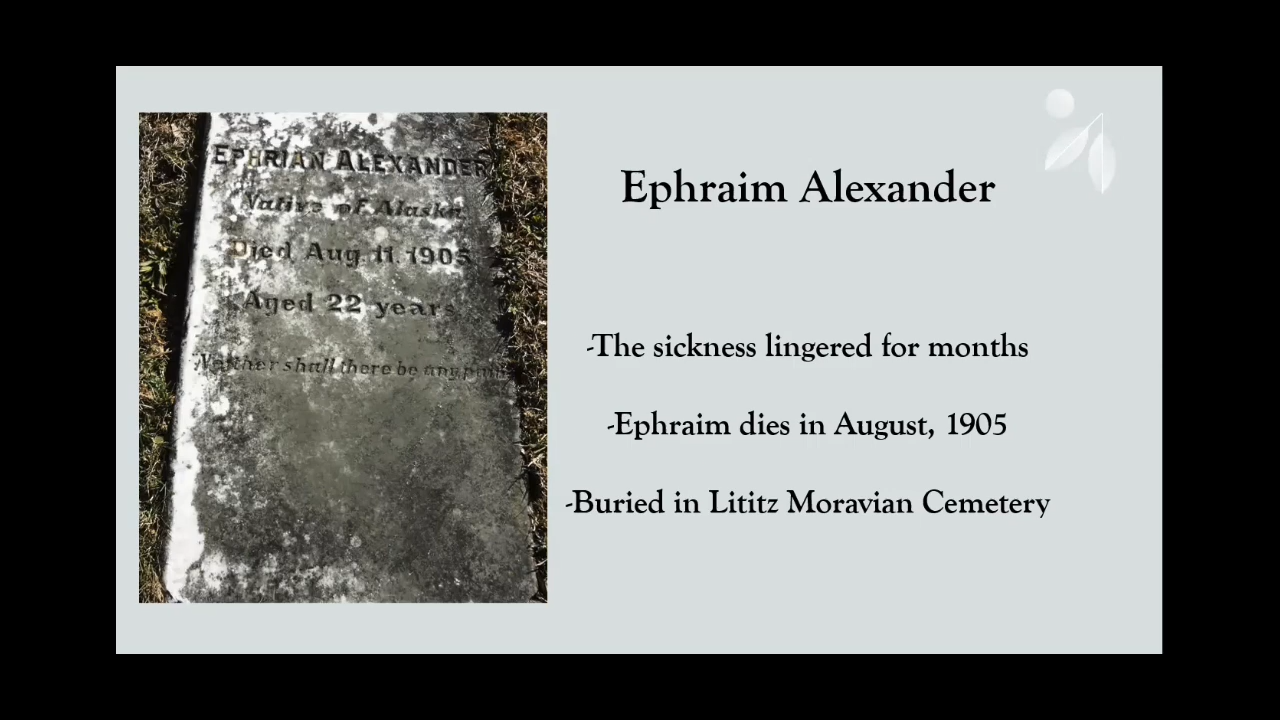 EPHRIAN ALEXANDER
Native of Alaska
Died Aug. 11. 1905
Aged 22 years
Neither shall there be any pain
Ephraim Alexander
-The sickness lingered for months
-Ephraim dies in August, 1905
-Buried in Lititz Moravian Cemetery